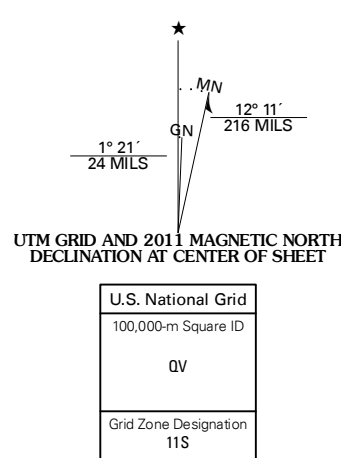 ★
MN
12° 11´
216 MILS
GN
1° 21´
24 MILS
UTM GRID AND 2011 MAGNETIC NORTH
DECLINATION AT CENTER OF SHEET
U.S. National Grid
100,000-m Square ID
QV
Grid Zone Designation
11S